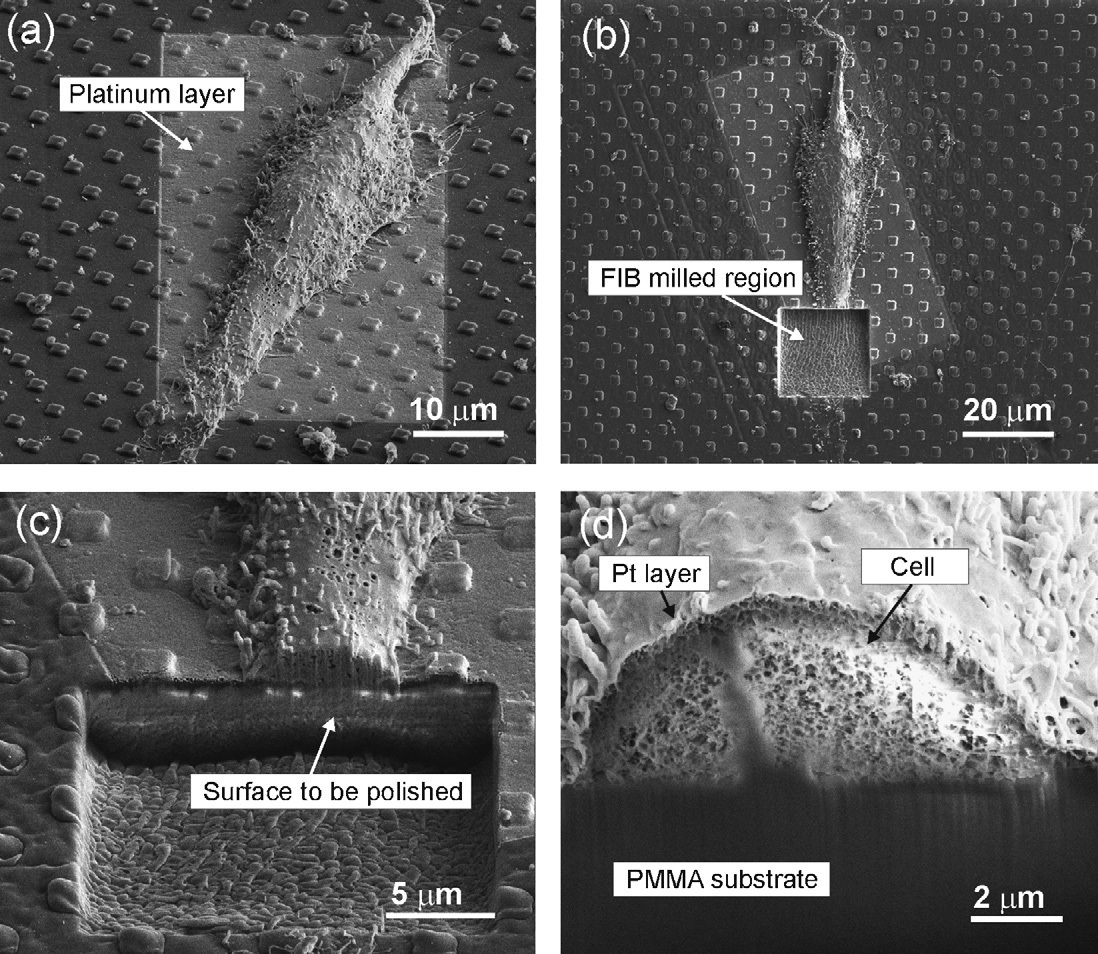 (a)
Platinum layer
10 μm
(b)
FIB milled region
20 μm
(c)
Surface to be polished
5 μm
(d)
Pt layer
Cell
PMMA substrate
2 μm